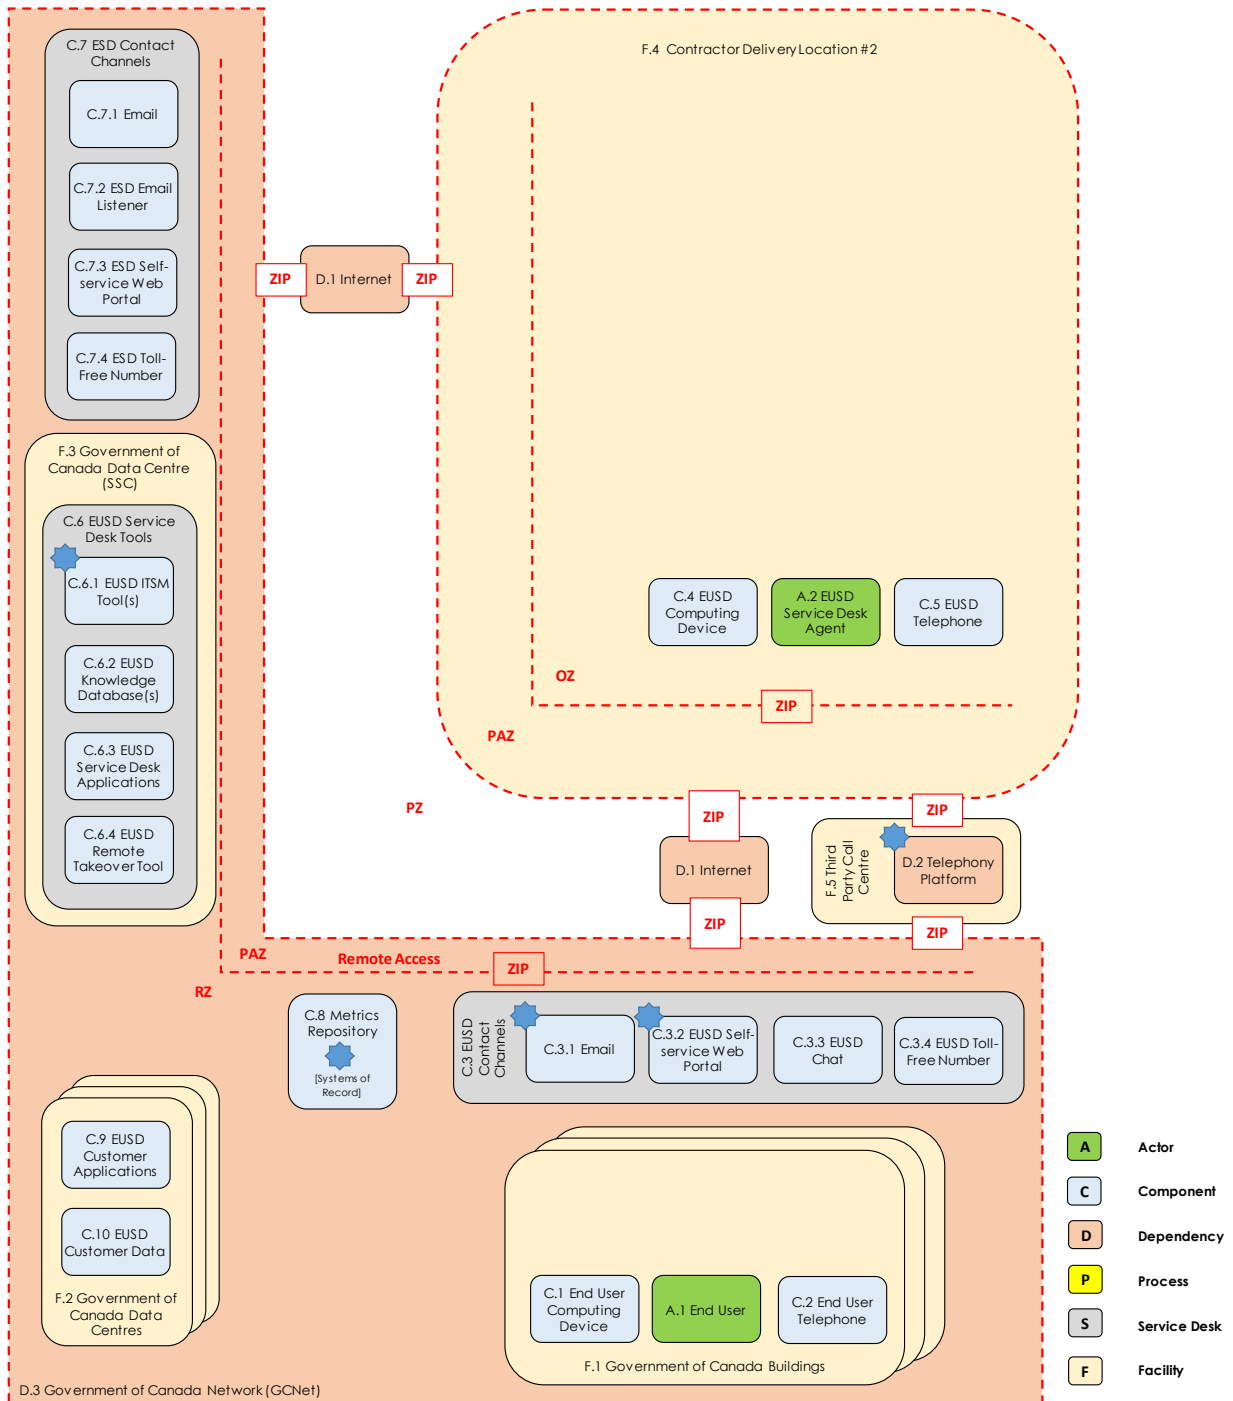 C.7 ESD Contact
Channels
C.7.1 Email
C.7.2 ESD Email
Listener
C.7.3 ESD Self-
service Web
Portal
C.7.4 ESD Toll-
Free Number
F.3 Government of
Canada Data Centre
(SSC)
C.6 EUSD Service
Desk Tools
C.6.1 EUSD ITSM
Tool(s)
C.6.2 EUSD
Knowledge
Database(s)
C.6.3 EUSD
Service Desk
Applications
C.6.4 EUSD
Remote
Takeover Tool
ZIP
D.1 Internet
ZIP
F.4 Contractor Delivery Location #2
C.4 EUSD
Computing
Device
A.2 EUSD
Service Desk
Agent
C.5 EUSD
Telephone
OZ
ZIP
PAZ
PZ
ZIP
D.1 Internet
ZIP
ZIP
F.5 Third
Party Call
Centre
D.2 Telephony
Platform
ZIP
PAZ
Remote Access
ZIP
RZ
C.8 Metrics
Repository
[Systems of
Record]
C.3 EUSD
Contact
Channels
C.3.1 Email
C.3.2 EUSD Self-
service Web
Portal
C.3.3 EUSD
Chat
C.3.4 EUSD Toll-
Free Number
C.9 EUSD
Customer
Applications
C.10 EUSD
Customer Data
F.2 Government of
Canada Data
Centres
C.1 End User
Computing
Device
A.1 End User
C.2 End User
Telephone
F.1 Government of Canada Buildings
D.3 Government of Canada Network (GCNet)
A Actor
C Component
D Dependency
P Process
S Service Desk
F Facility